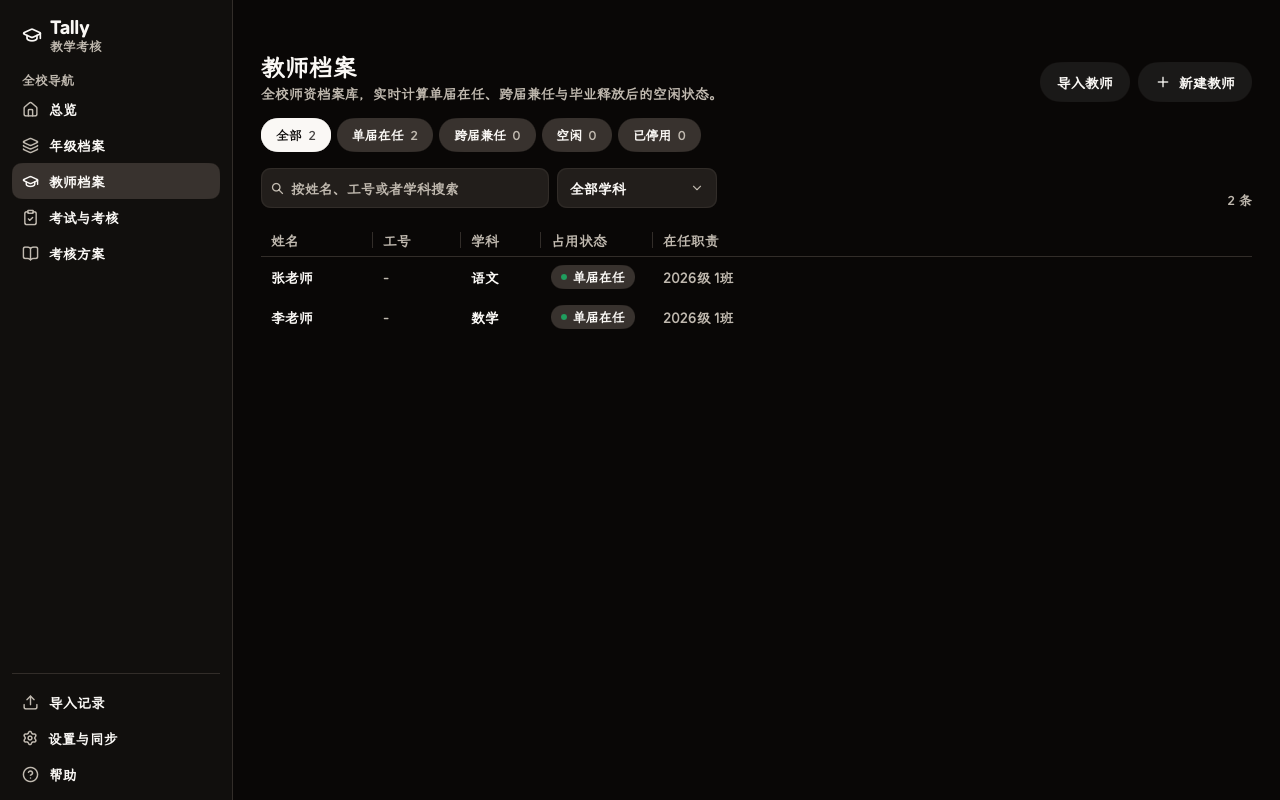 Tally
教学考核
全校导航
总览
年级档案
教师档案
考试与考核
考核方案
导入记录
设置与同步
帮助
教师档案
全校师资档案库，实时计算单届在任、跨届兼任与毕业释放后的空闲状态。
导入教师
新建教师
全部 2
单届在任 2
跨届兼任 0
空闲 0
已停用 0
按姓名、工号或者学科搜索
全部学科
2 条
姓名 工号 学科 占用状态 在任职责
张老师 - 语文 单届在任 2026级 1班
李老师 - 数学 单届在任 2026级 1班